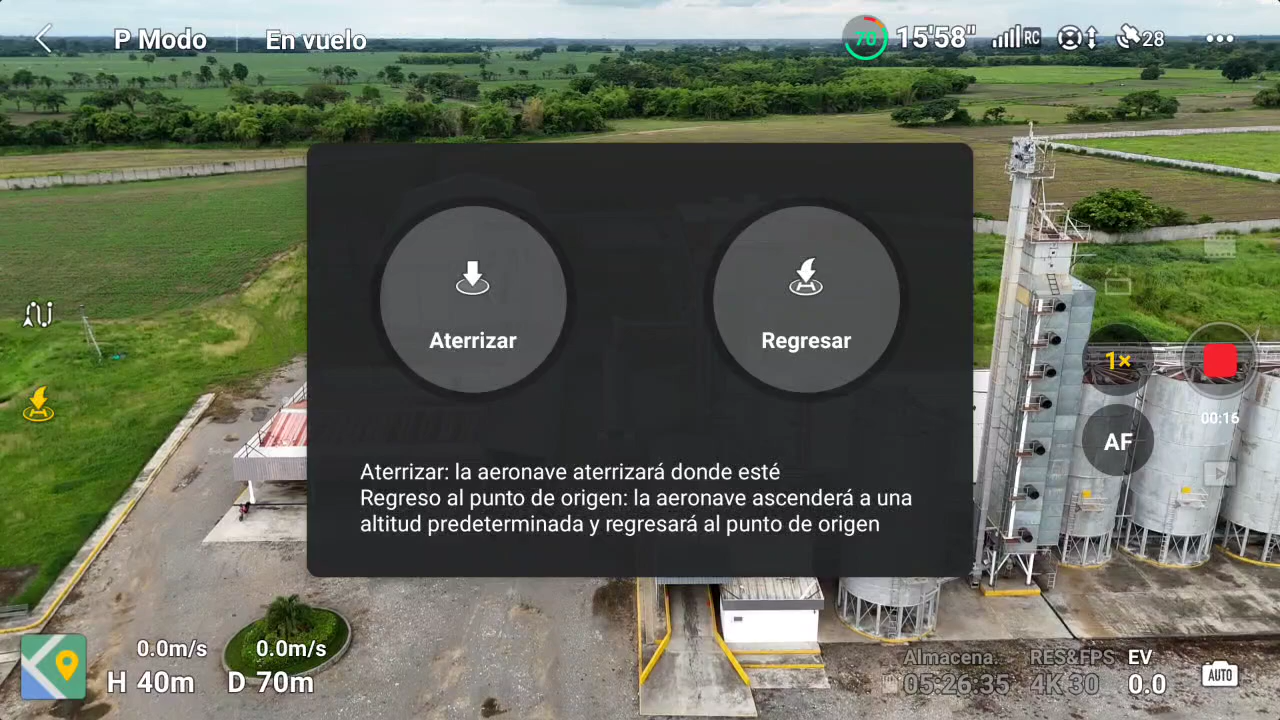 P Modo
En vuelo
70
15'58"
RC
28
Aterrizar
Regresar
1×
00:16
AF
Aterrizar: la aeronave aterrizará donde esté
Regreso al punto de origen: la aeronave ascenderá a una
altitud predeterminada y regresará al punto de origen
0.0m/s
0.0m/s
H 40m
D 70m
Almacena.
05:26:35
RES&FPS
4K 30
EV
0.0
AUTO